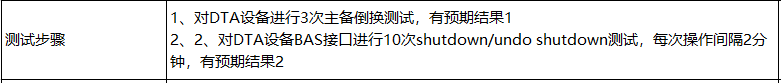 测试步骤
1、对DTA设备进行3次主备倒换测试，有预期结果1
2、2、对DTA设备BAS接口进行10次shutdown/undo shutdown测试，每次操作间隔2分
钟，有预期结果2